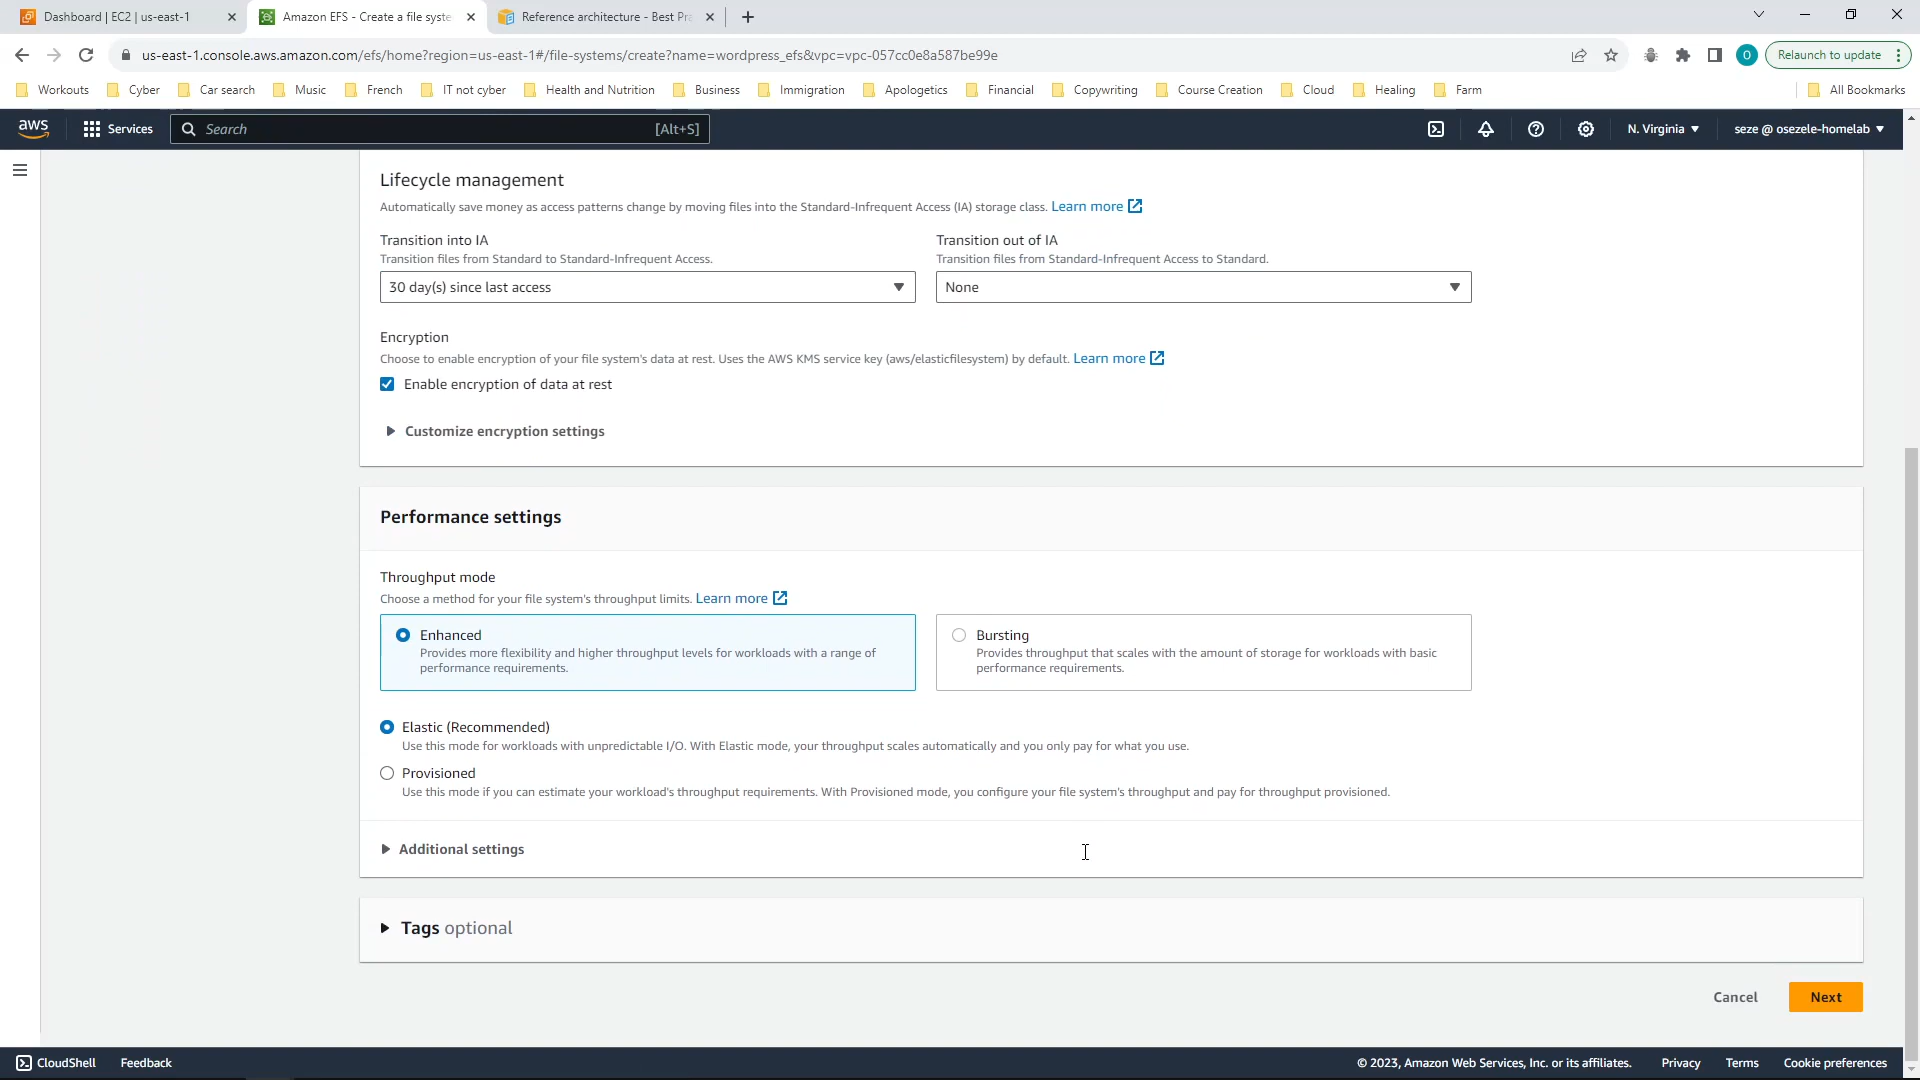 Dashboard | EC2 | us-east-1
Amazon EFS - Create a file syste
Reference architecture - Best Pra
us-east-1.console.aws.amazon.com/efs/home?region=us-east-1#/file-systems/create?name=wordpress_efs&vpc=vpc-057cc0e8a587be99e
O
Relaunch to update
Workouts
Cyber
Car search
Music
French
IT not cyber
Health and Nutrition
Business
Immigration
Apologetics
Financial
Copywriting
Course Creation
Cloud
Healing
Farm
All Bookmarks
aws
Services
Search
[Alt+S]
N. Virginia
seze @ osezele-homelab
Lifecycle management
Automatically save money as access patterns change by moving files into the Standard-Infrequent Access (IA) storage class. Learn more
Transition into IA
Transition files from Standard to Standard-Infrequent Access.
30 day(s) since last access
Transition out of IA
Transition files from Standard-Infrequent Access to Standard.
None
Encryption
Choose to enable encryption of your file system's data at rest. Uses the AWS KMS service key (aws/elasticfilesystem) by default. Learn more
Enable encryption of data at rest
Customize encryption settings
Performance settings
Throughput mode
Choose a method for your file system's throughput limits. Learn more
Enhanced
Provides more flexibility and higher throughput levels for workloads with a range of
performance requirements.
Bursting
Provides throughput that scales with the amount of storage for workloads with basic
performance requirements.
Elastic (Recommended)
Use this mode for workloads with unpredictable I/O. With Elastic mode, your throughput scales automatically and you only pay for what you use.
Provisioned
Use this mode if you can estimate your workload's throughput requirements. With Provisioned mode, you configure your file system's throughput and pay for throughput provisioned.
Additional settings
Tags optional
Cancel
Next
CloudShell
Feedback
© 2023, Amazon Web Services, Inc. or its affiliates.
Privacy
Terms
Cookie preferences